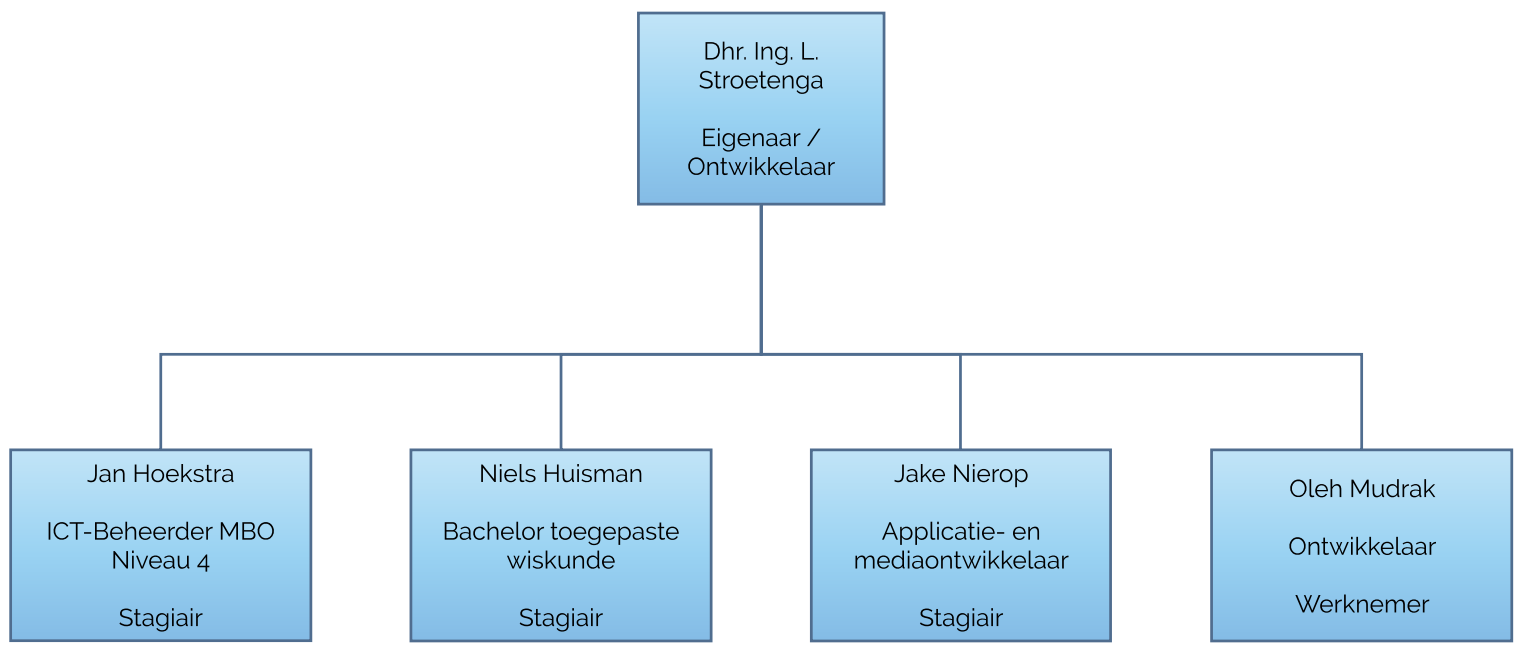 Dhr. Ing. L.
Stroetenga
Eigenaar /
Ontwikkelaar
Jan Hoekstra
ICT-Beheerder MBO
Niveau 4
Stagiair
Niels Huisman
Bachelor toegepaste
wiskunde
Stagiair
Jake Nierop
Applicatie- en
mediaontwikkelaar
Stagiair
Oleh Mudrak
Ontwikkelaar
Werknemer